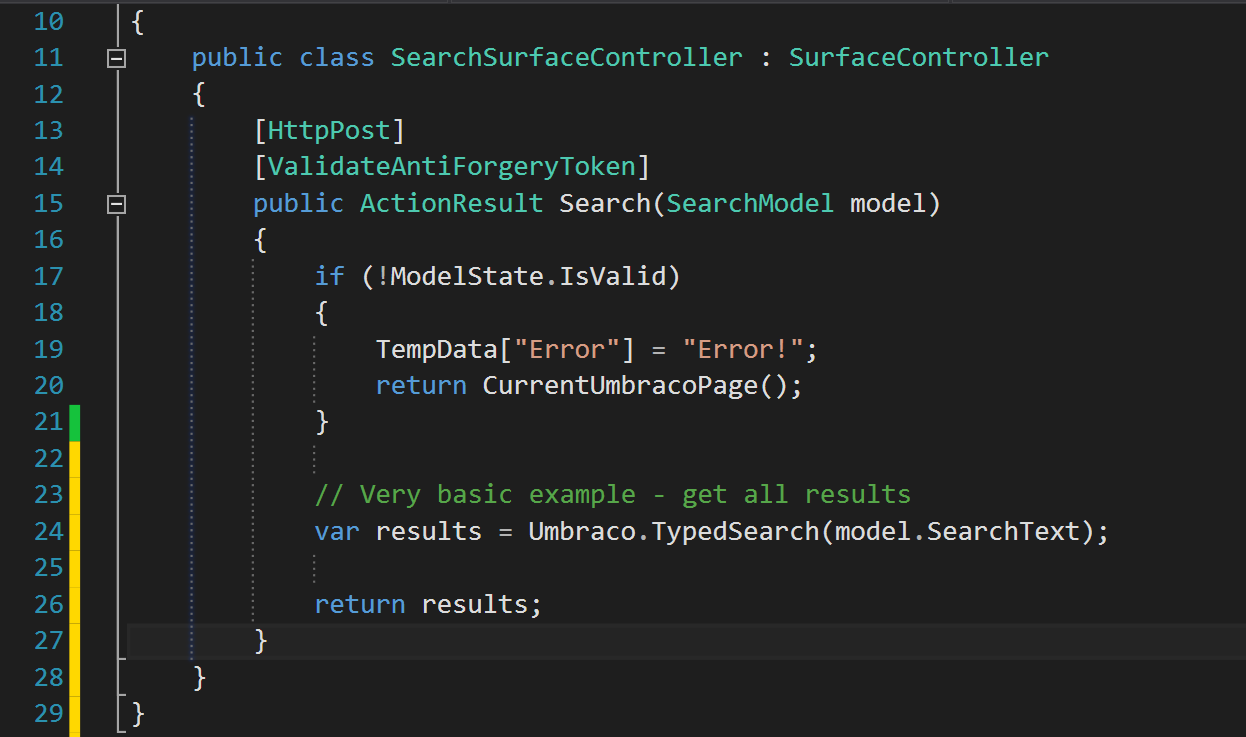 10 {
11 public class SearchSurfaceController : SurfaceController
12 {
13 [HttpPost]
14 [ValidateAntiForgeryToken]
15 public ActionResult Search(SearchModel model)
16 {
17 if (!ModelState.IsValid)
18 {
19 TempData["Error"] = "Error!";
20 return CurrentUmbracoPage();
21 }
22
23 // Very basic example - get all results
24 var results = Umbraco.TypedSearch(model.SearchText);
25
26 return results;
27 }
28 }
29 }